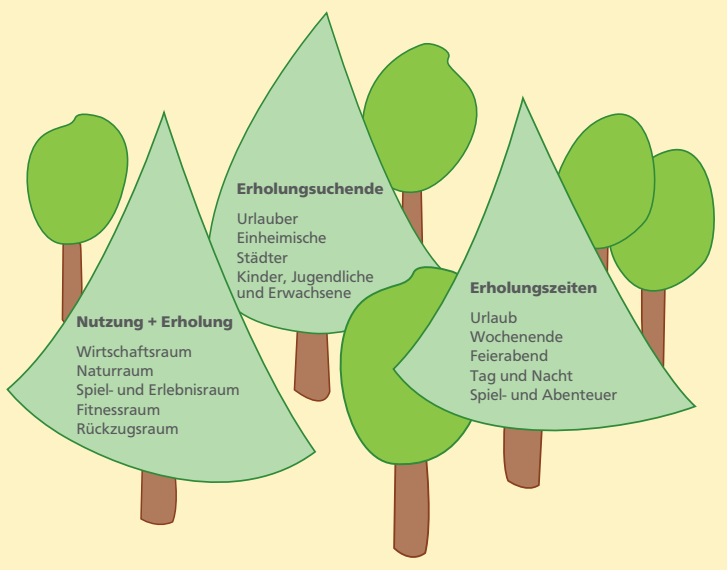 Erholungsuchende
Urlauber
Einheimische
Städter
Kinder, Jugendliche
und Erwachsene
Nutzung + Erholung
Wirtschaftsraum
Naturraum
Spiel- und Erlebnisraum
Fitnessraum
Rückzugsraum
Erholungszeiten
Urlaub
Wochenende
Feierabend
Tag und Nacht
Spiel- und Abenteuer